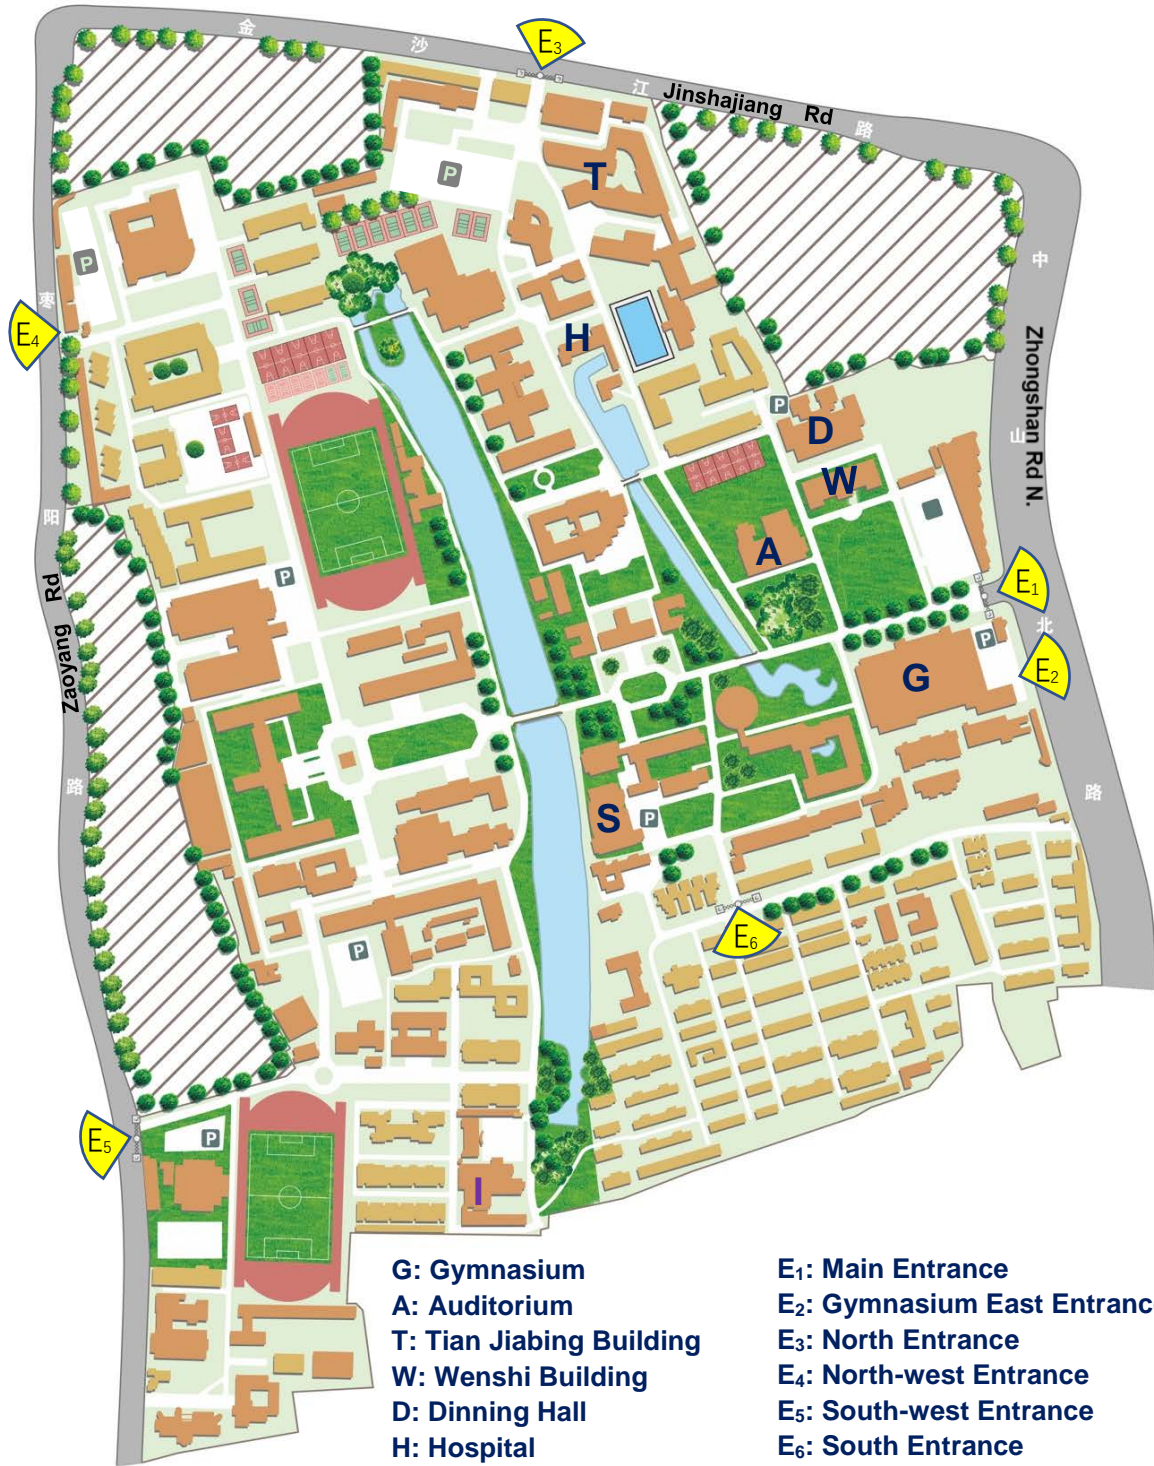 E3
金 沙 江 路
Jinshajiang Rd
P
T
P
中 山 北 路
Zhongshan Rd N.
枣 阳 路
Zaoyang Rd
E4
H
P
D
W
A
P
E1
P
E2
G
S
P
E6
P
E5
P
I
G: Gymnasium
A: Auditorium
T: Tian Jiabing Building
W: Wenshi Building
D: Dinning Hall
H: Hospital
E1: Main Entrance
E2: Gymnasium East Entranc
E3: North Entrance
E4: North-west Entrance
E5: South-west Entrance
E6: South Entrance